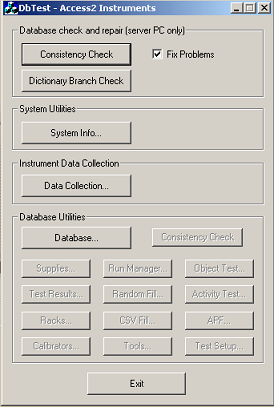 DbTest - Access2 Instruments
Database check and repair (server PC only)
Consistency Check
Fix Problems
Dictionary Branch Check
System Utilities
System Info...
Instrument Data Collection
Data Collection...
Database Utilities
Database...
Consistency Check
Supplies... Run Manager... Object Test...
Test Results... Random Fill... Activity Test...
Racks... CSV Fill... APF...
Calibrators... Tools... Test Setup...
Exit